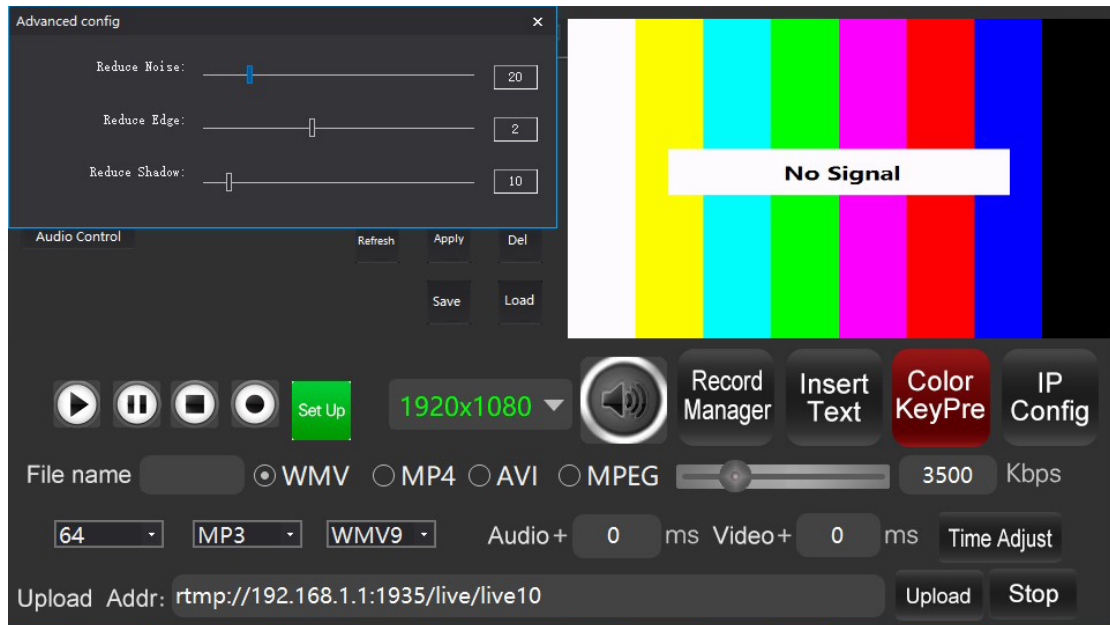 Advanced config
Reduce Noise: 20
Reduce Edge: 2
Reduce Shadow: 10
No Signal
Audio Control Refresh Apply Del
Save Load
Set Up 1920x1080 Record Manager Insert Text Color KeyPre IP Config
File name WMV MP4 AVI MPEG 3500 Kbps
64 MP3 WMV9 Audio+ 0 ms Video+ 0 ms Time Adjust
Upload Addr: rtmp://192.168.1.1:1935/live/live10 Upload Stop